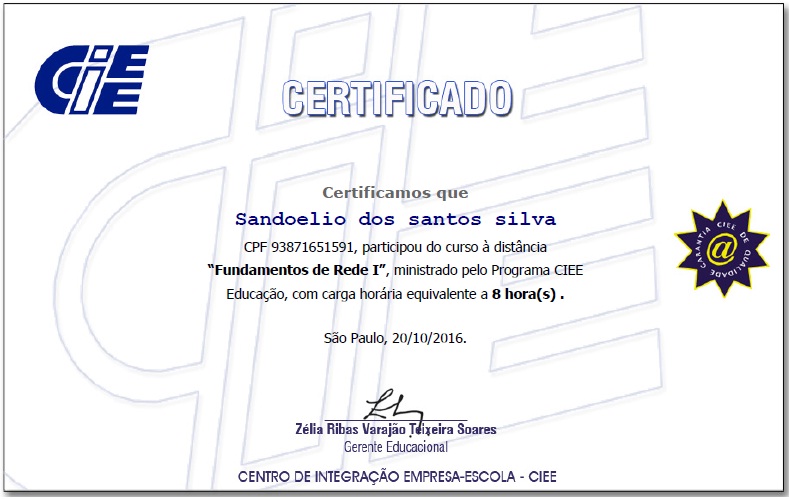 CIEE
CERTIFICADO
Certificamos que
Sandoelio dos santos silva
CPF 93871651591, participou do curso à distância
“Fundamentos de Rede I”, ministrado pelo Programa CIEE
Educação, com carga horária equivalente a 8 hora(s) .
GARANTIA CIEE DE QUALIDADE
@
São Paulo, 20/10/2016.
Zélia Ribas Varajão Teixeira Soares
Gerente Educacional
CENTRO DE INTEGRAÇÃO EMPRESA-ESCOLA - CIEE